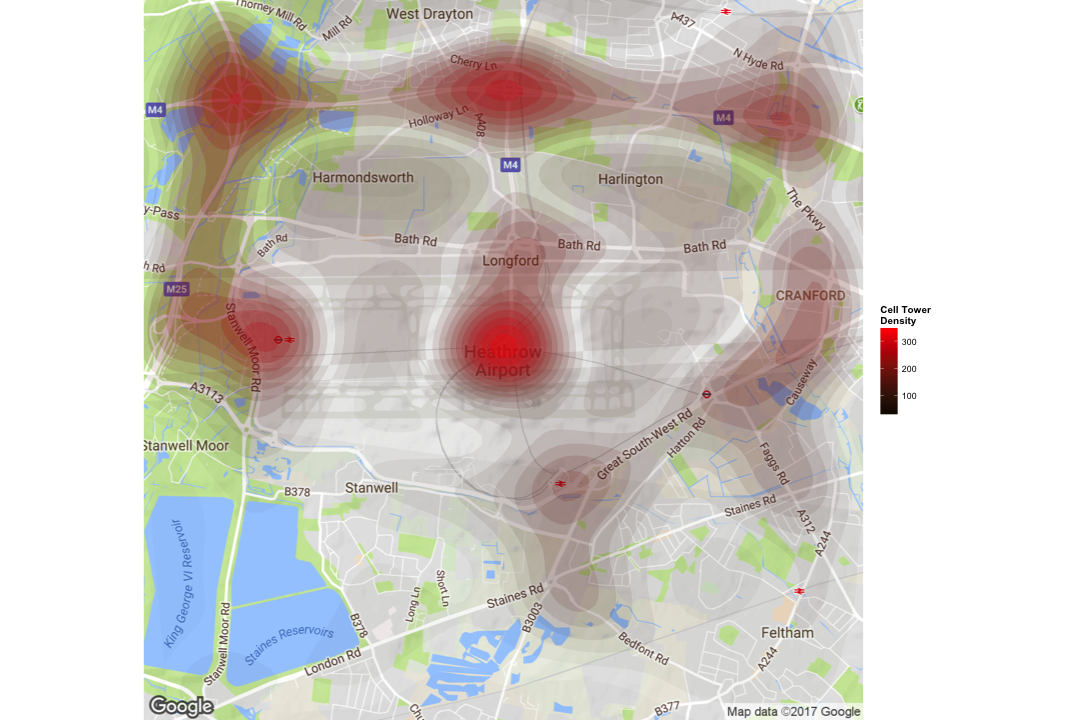 Thorney Mill Rd
West Drayton
Mill Rd
A437
N Hyde Rd
Cherry Ln
M4
Holloway Ln
A408
M4
M4
Harmondsworth
Harlington
The Pkwy
y-Pass
Bath Rd
Bath Rd
Bath Rd
Bath Rd
h Rd
Longford
M25
CRANFORD
Stanwell Moor Rd
Heathrow
Airport
A3113
Causeway
Great South-West Rd
Hatton Rd
Stanwell Moor
Faggs Rd
B378
Stanwell
Staines Rd
A312
A244
King George VI Reservoir
Short Ln
Long Ln
Staines Rd
B3003
Stanwell Moor Rd
Staines Reservoirs
B378
London Rd
Bedfort Rd
Feltham
A244
B377
Chu
Google
Map data ©2017 Google
Cell Tower
Density
300
200
100